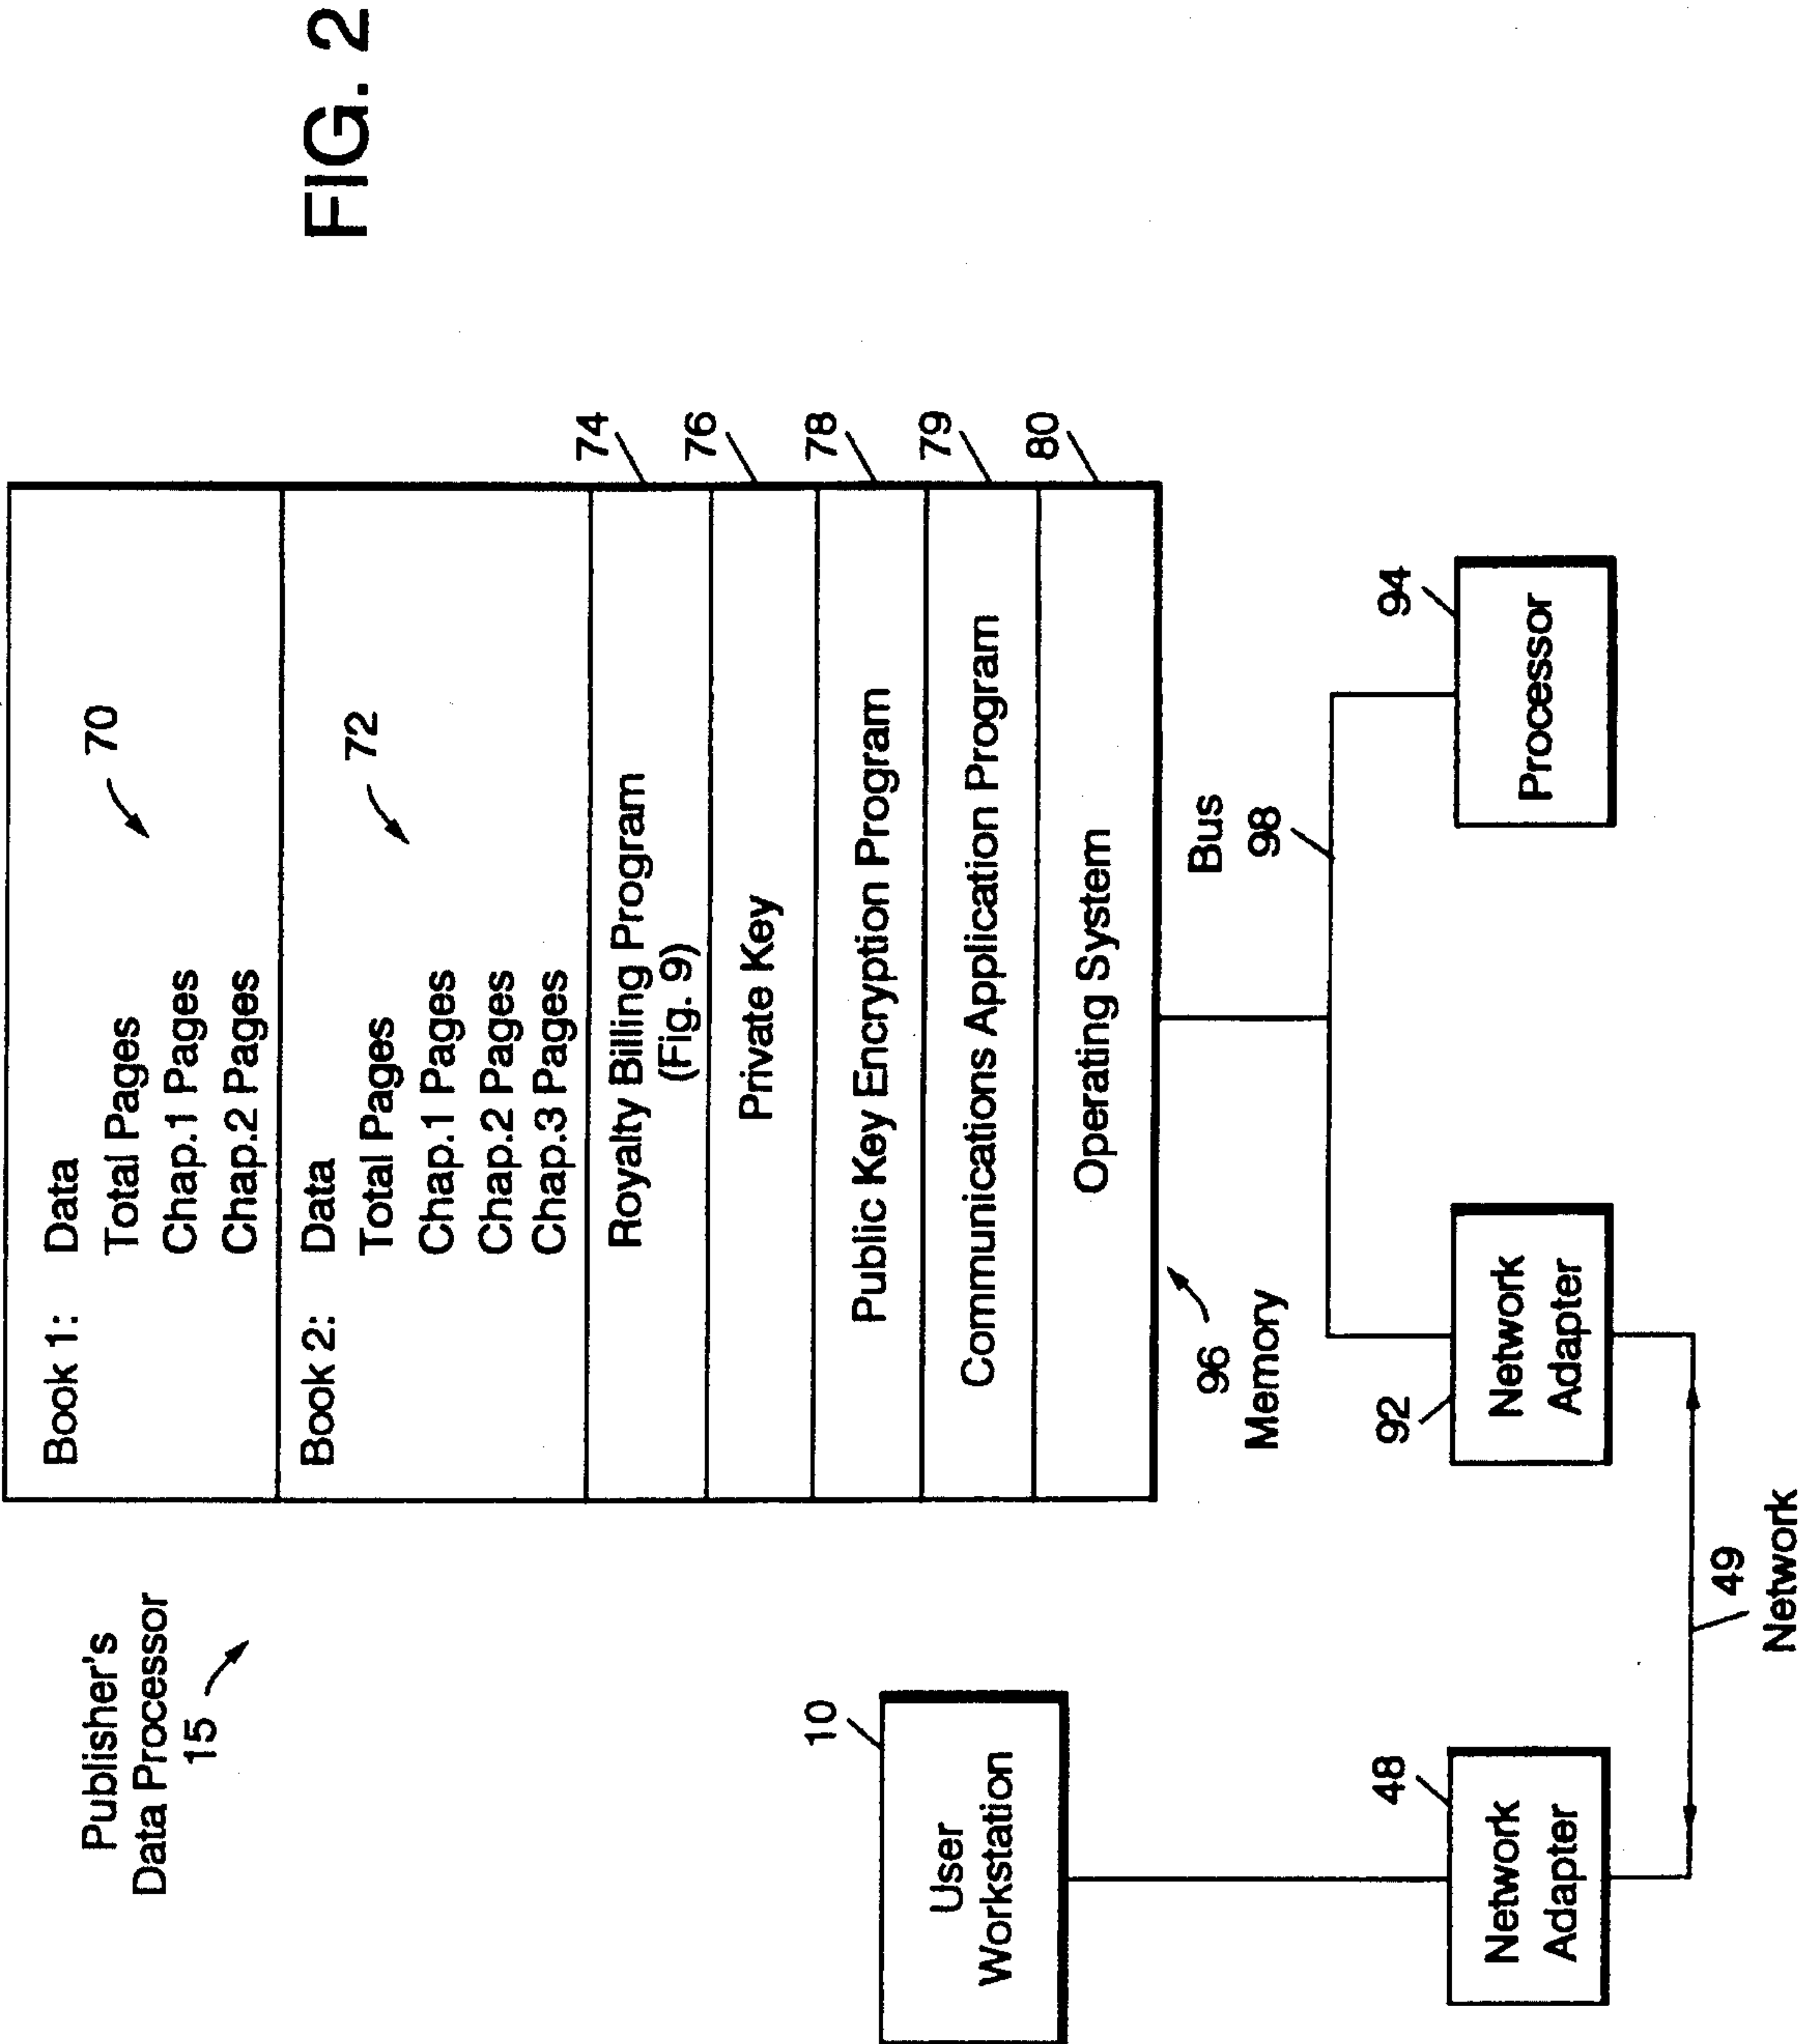 FIG. 2
Publisher's
Data Processor
15
Book 1: Data
Total Pages
Chap.1 Pages
Chap.2 Pages
70
Book 2: Data
Total Pages
Chap.1 Pages
Chap.2 Pages
Chap.3 Pages
72
Royalty Billing Program
(Fig. 9)
74
Private Key
76
Public Key Encryption Program
78
Communications Application Program
79
Operating System
80
96
Memory
Bus
98
10
User
Workstation
48
Network
Adapter
92
Network
Adapter
94
Processor
49
Network